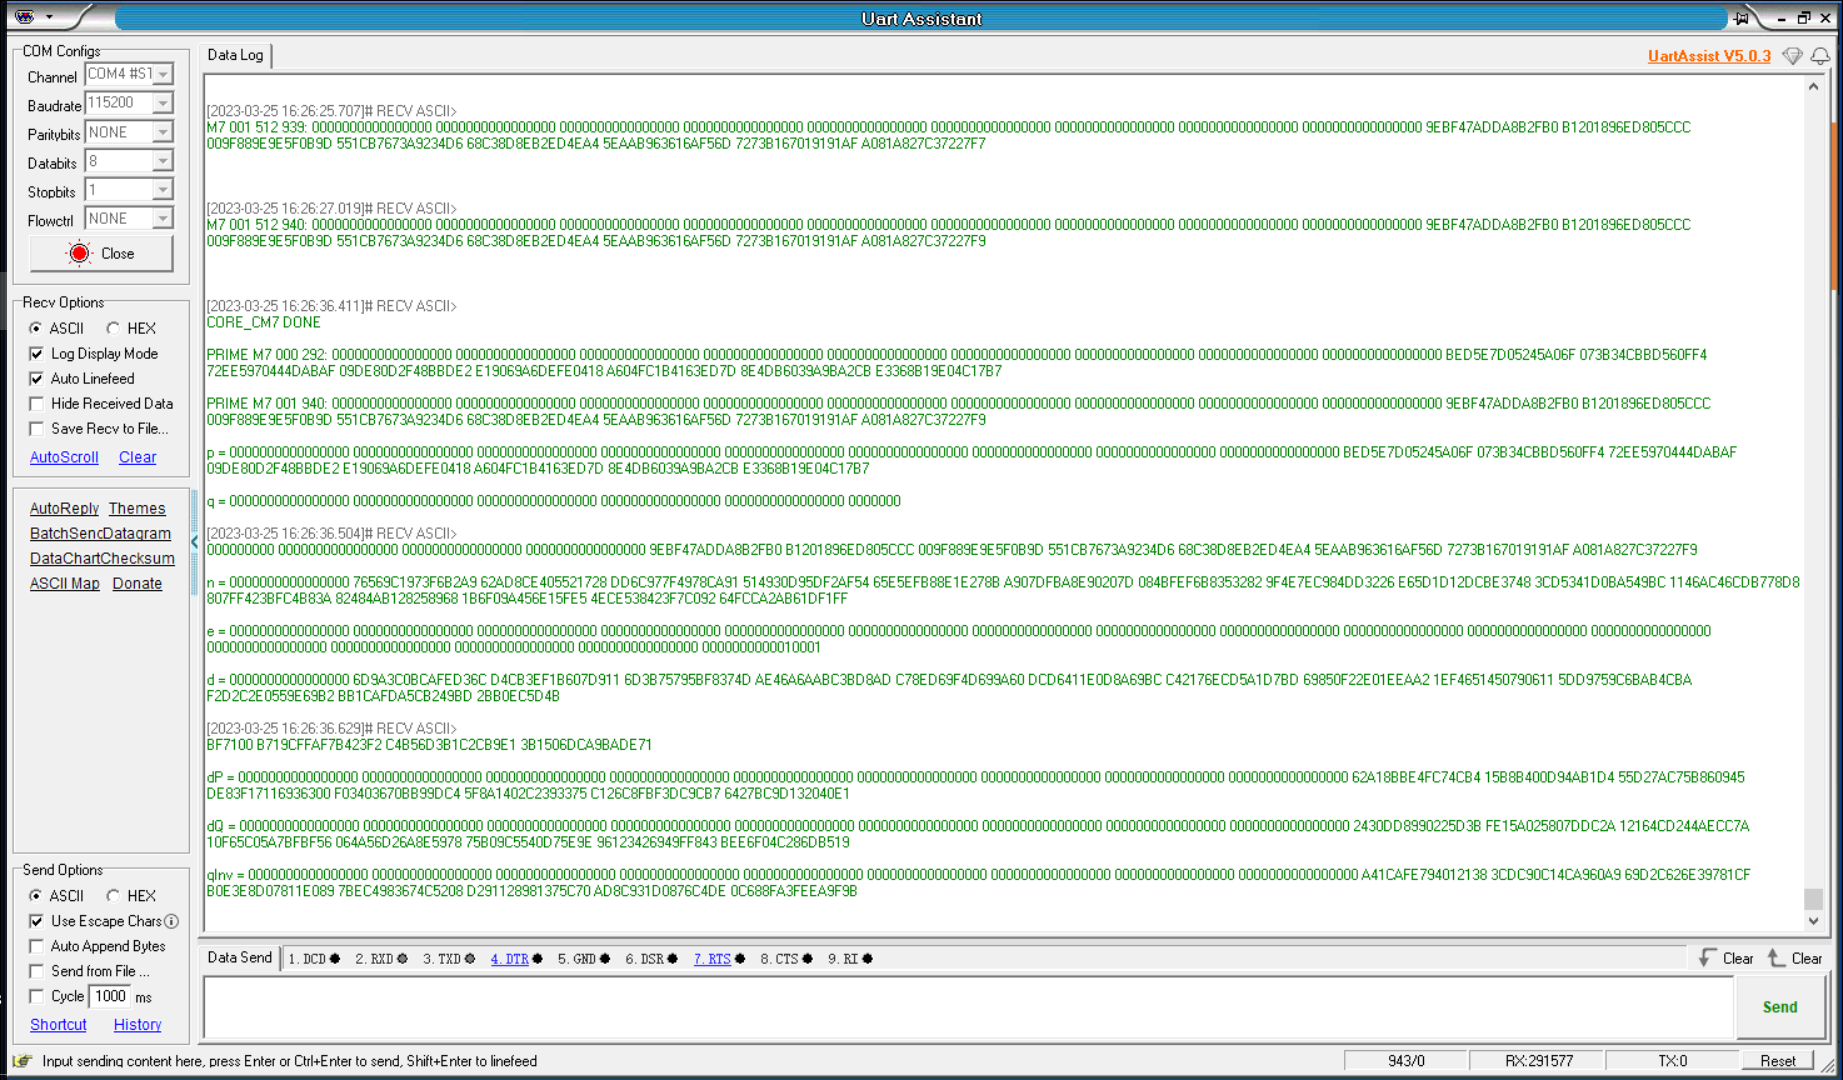 Uart Assistant
COM Configs
Channel COM4 #ST
Baudrate 115200
Paritybits NONE
Databits 8
Stopbits 1
Flowctrl NONE
Close
Recv Options
ASCII HEX
Log Display Mode
Auto Linefeed
Hide Received Data
Save Recv to File...
AutoScroll Clear
AutoReply Themes
BatchSend Datagram
DataChart Checksum
ASCII Map Donate
Send Options
ASCII HEX
Use Escape Chars
Auto Append Bytes
Send from File ...
Cycle 1000 ms
Shortcut History
Data Log
UartAssist V5.0.3
[2023-03-25 16:26:25.707]# RECV ASCII>
M7 001 512 939: 0000000000000000 0000000000000000 0000000000000000 0000000000000000 0000000000000000 0000000000000000 0000000000000000 0000000000000000 0000000000000000 9EBF47ADDA8B2FB0 B1201896ED805CCC
009F889E9E5F0B9D 551CB7673A9234D6 68C38D8EB2ED4EA4 5EAAB963616AF56D 7273B167019191AF A081A827C37227F7
[2023-03-25 16:26:27.019]# RECV ASCII>
M7 001 512 940: 0000000000000000 0000000000000000 0000000000000000 0000000000000000 0000000000000000 0000000000000000 0000000000000000 0000000000000000 0000000000000000 9EBF47ADDA8B2FB0 B1201896ED805CCC
009F889E9E5F0B9D 551CB7673A9234D6 68C38D8EB2ED4EA4 5EAAB963616AF56D 7273B167019191AF A081A827C37227F9
[2023-03-25 16:26:36.411]# RECV ASCII>
CORE_CM7 DONE
PRIME M7 000 292: 0000000000000000 0000000000000000 0000000000000000 0000000000000000 0000000000000000 0000000000000000 0000000000000000 0000000000000000 0000000000000000 BED5E7D05245A06F 073B34CBBD560FF4
72EE5970444DABAF 09DE80D2F48BBDE2 E19069A6DEFE0418 A604FC1B4163ED7D 8E4DB6039A9BA2CB E3368B19E04C17B7
PRIME M7 001 940: 0000000000000000 0000000000000000 0000000000000000 0000000000000000 0000000000000000 0000000000000000 0000000000000000 0000000000000000 0000000000000000 9EBF47ADDA8B2FB0 B1201896ED805CCC
009F889E9E5F0B9D 551CB7673A9234D6 68C38D8EB2ED4EA4 5EAAB963616AF56D 7273B167019191AF A081A827C37227F9
p = 0000000000000000 0000000000000000 0000000000000000 0000000000000000 0000000000000000 0000000000000000 0000000000000000 0000000000000000 0000000000000000 BED5E7D05245A06F 073B34CBBD560FF4 72EE5970444DABAF
09DE80D2F48BBDE2 E19069A6DEFE0418 A604FC1B4163ED7D 8E4DB6039A9BA2CB E3368B19E04C17B7
q = 0000000000000000 0000000000000000 0000000000000000 0000000000000000 0000000000000000 0000000
[2023-03-25 16:26:36.504]# RECV ASCII>
000000000 0000000000000000 0000000000000000 0000000000000000 9EBF47ADDA8B2FB0 B1201896ED805CCC 009F889E9E5F0B9D 551CB7673A9234D6 68C38D8EB2ED4EA4 5EAAB963616AF56D 7273B167019191AF A081A827C37227F9
n = 0000000000000000 76569C1973F6B2A9 62AD8CE405521728 DD6C977F4978CA91 514930D95DF2AF54 65E5EFB88E1E278B A907DFBA8E90207D 084BFEF6B8353282 9F4E7EC984DD3226 E65D1D12DCBE3748 3CD5341D0BA549BC 1146AC46CDB778D8
807FF423BFC4B83A 82484AB128258968 1B6F09A456E15FE5 4ECE538423F7C092 64FCCA2AB61DF1FF
e = 0000000000000000 0000000000000000 0000000000000000 0000000000000000 0000000000000000 0000000000000000 0000000000000000 0000000000000000 0000000000000000 0000000000000000 0000000000000000 0000000000000000
0000000000000000 0000000000000000 0000000000000000 0000000000000000 0000000000010001
d = 0000000000000000 6D9A3C0BCAFED36C D4CB3EF1B607D911 6D3B75795BF8374D AE46A6AABC3BD8AD C78ED69F4D699A60 DCD6411E0D8A69BC C42176ECD5A1D7BD 69850F22E01EEAA2 1EF4651450790611 5DD9759C6BAB4CBA
F2D2C2E0559E69B2 BB1CAFDA5CB249BD 2BB0EC5D4B
[2023-03-25 16:26:36.629]# RECV ASCII>
BF7100 B719CFFAF7B423F2 C4B56D3B1C2CB9E1 3B1506DCA9BADE71
dP = 0000000000000000 0000000000000000 0000000000000000 0000000000000000 0000000000000000 0000000000000000 0000000000000000 0000000000000000 0000000000000000 62A18BBE4FC74CB4 15B8B400D94AB1D4 55D27AC75B860945
DE83F17116936300 F03403670BB99DC4 5F8A1402C2393375 C126C8FBF3DC9CB7 6427BC9D132040E1
dQ = 0000000000000000 0000000000000000 0000000000000000 0000000000000000 0000000000000000 0000000000000000 0000000000000000 0000000000000000 0000000000000000 2430DD8990225D3B FE15A025807DDC2A 12164CD244AECC7A
10F65C05A7BFBF56 064A56D26A8E5978 75B09C5540D75E9E 96123426949FF843 BEE6F04C286DB519
qInv = 0000000000000000 0000000000000000 0000000000000000 0000000000000000 0000000000000000 0000000000000000 0000000000000000 0000000000000000 0000000000000000 A41CAFE794012138 3CDC90C14CA960A9 69D2C626E39781CF
B0E3E8D07811E089 7BEC4983674C5208 D291128981375C70 AD8C931D0876C4DE 0C688FA3FEEA9F9B
Data Send 1. DCD 2. RXD 3. TXD 4. DTR 5. GND 6. DSR 7. RTS 8. CTS 9. RI Clear Clear
Send
Input sending content here, press Enter or Ctrl+Enter to send, Shift+Enter to linefeed 943/0 RX:291577 TX:0 Reset